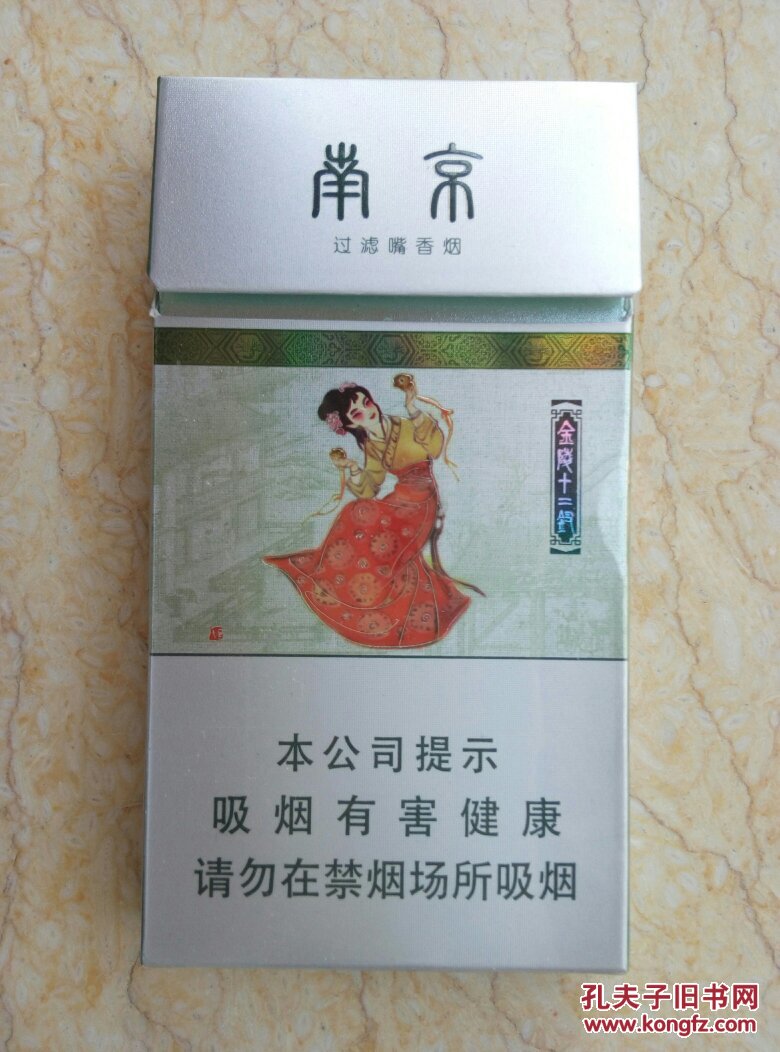 南京
过滤嘴香烟
金陵十二钗
本公司提示
吸烟有害健康
请勿在禁烟场所吸烟
孔夫子旧书网
www.kongfz.com